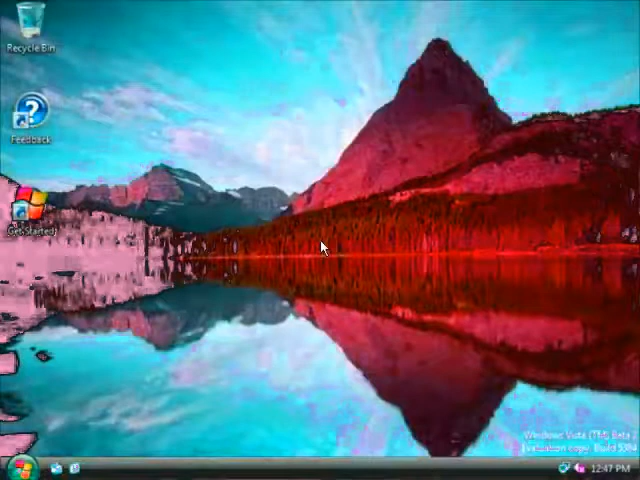 Recycle Bin
Feedback
Get Started
Windows Vista (TM) Beta 2
Evaluation copy. Build 5384
12:47 PM